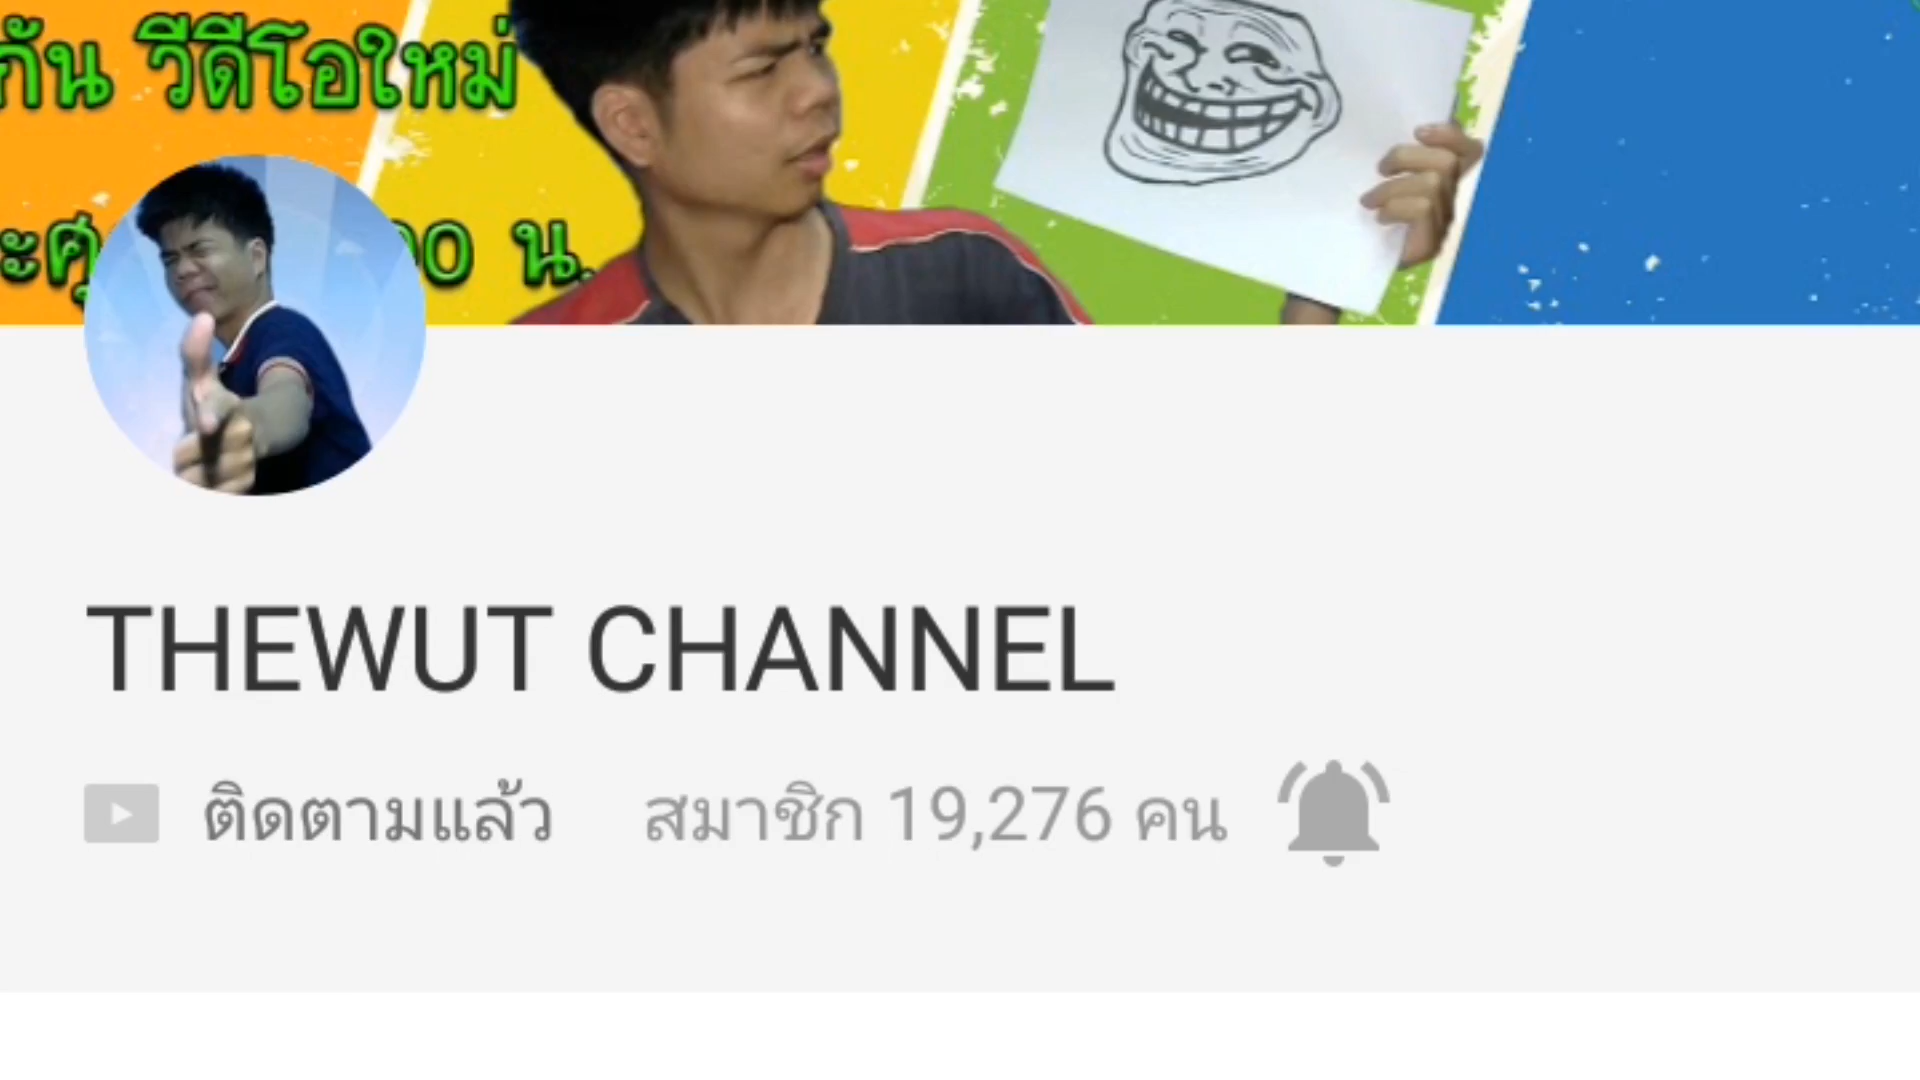 กัน วีดีโอใหม่
00 น.
THEWUT CHANNEL
ติดตามแล้ว สมาชิก 19,276 คน